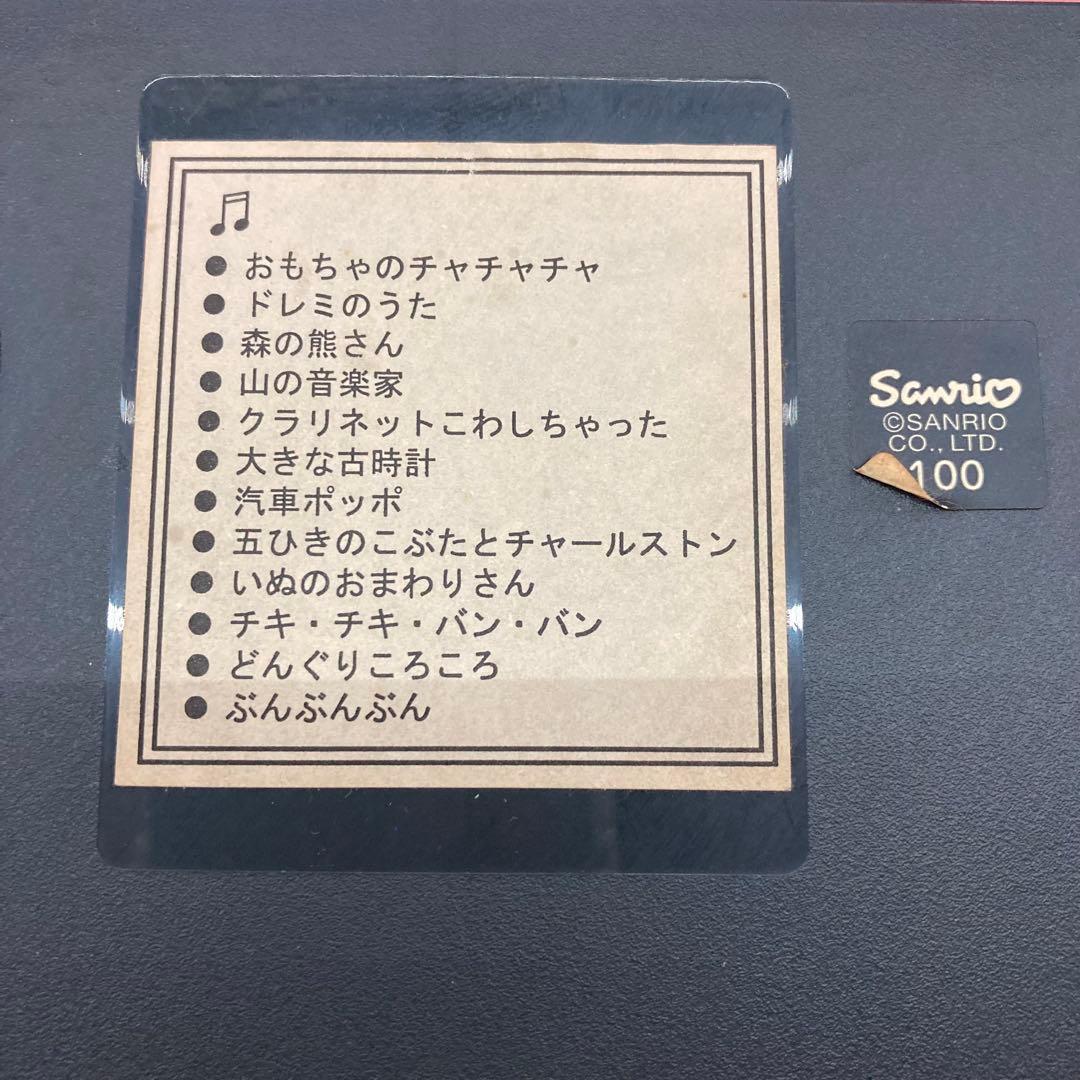 ● おもちゃのチャチャチャ
● ドレミのうた
● 森の熊さん
● 山の音楽家
● クラリネットこわしちゃった
● 大きな古時計
● 汽車ポッポ
● 五ひきのこぶたとチャールストン
● いぬのおまわりさん
● チキ・チキ・バン・バン
● どんぐりころころ
● ぶんぶんぶん
Sanrio
©SANRIO
CO., LTD.
100